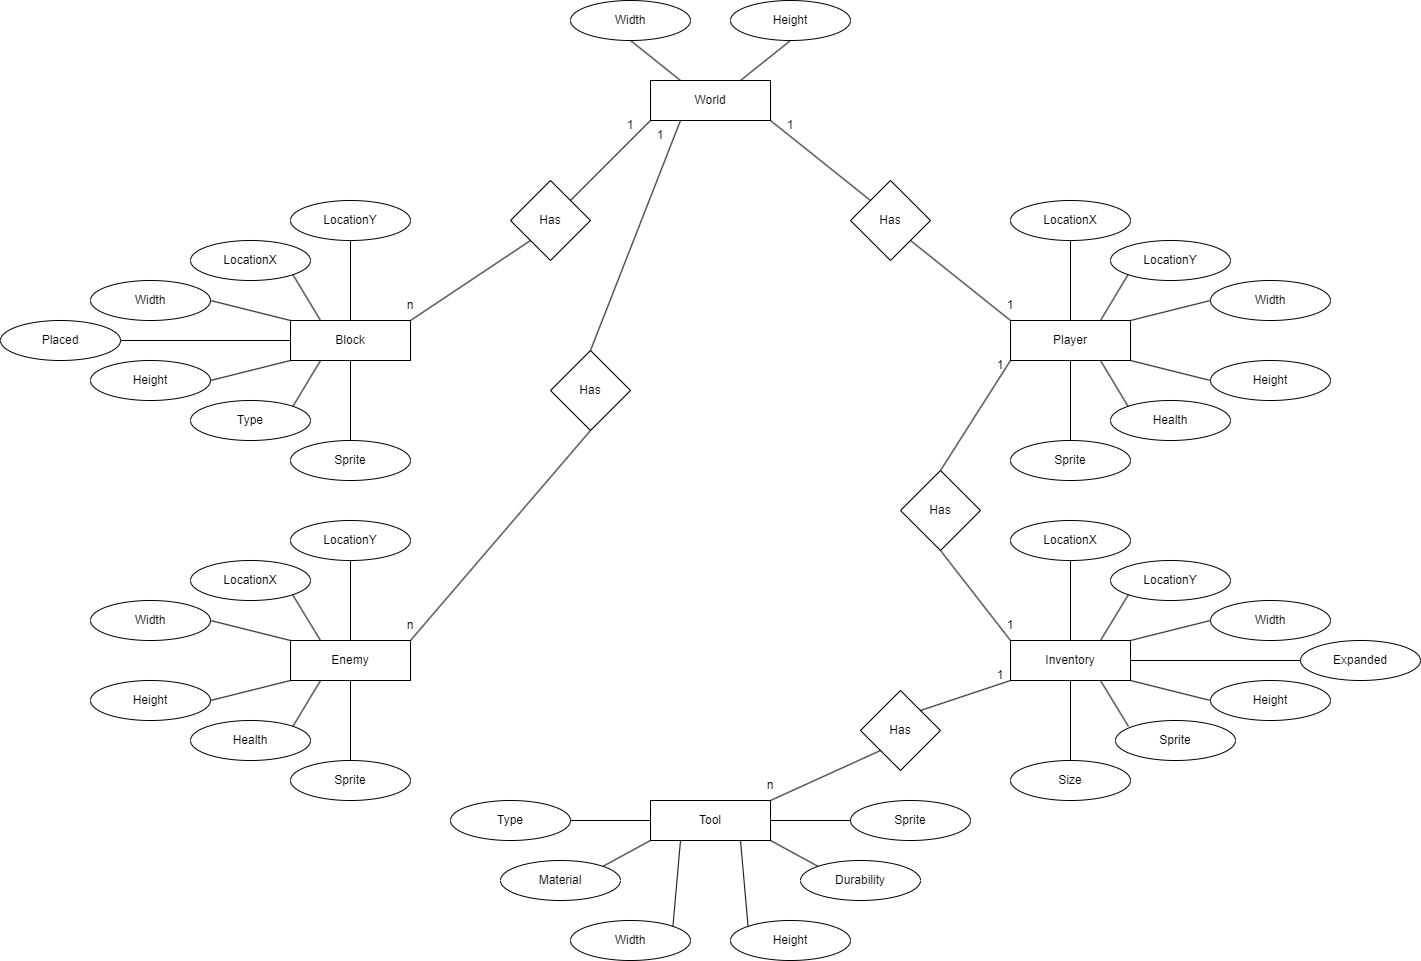 Width
Height
World
1
1
1
Has
Has
LocationY
LocationX
LocationX
LocationY
Width
Width
n
1
Placed
Block
Player
Height
1
Height
Type
Has
Health
Sprite
Sprite
Has
LocationY
LocationX
LocationX
LocationY
Width
Width
n
1
Enemy
Inventory
Expanded
1
Height
Height
Health
Has
Sprite
Sprite
Size
n
Type
Tool
Sprite
Material
Durability
Width
Height